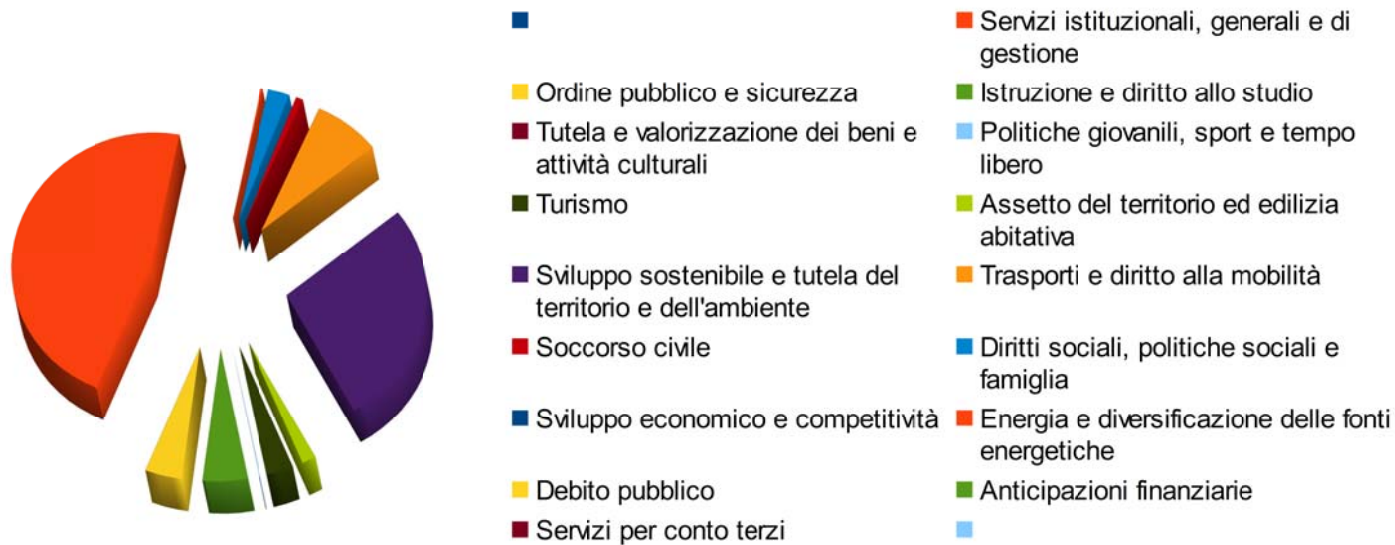 Servizi istituzionali, generali e di
gestione
Ordine pubblico e sicurezza
Istruzione e diritto allo studio
Tutela e valorizzazione dei beni e
attività culturali
Politiche giovanili, sport e tempo
libero
Turismo
Assetto del territorio ed edilizia
abitativa
Sviluppo sostenibile e tutela del
territorio e dell'ambiente
Trasporti e diritto alla mobilità
Soccorso civile
Diritti sociali, politiche sociali e
famiglia
Sviluppo economico e competitività
Energia e diversificazione delle fonti
energetiche
Debito pubblico
Anticipazioni finanziarie
Servizi per conto terzi